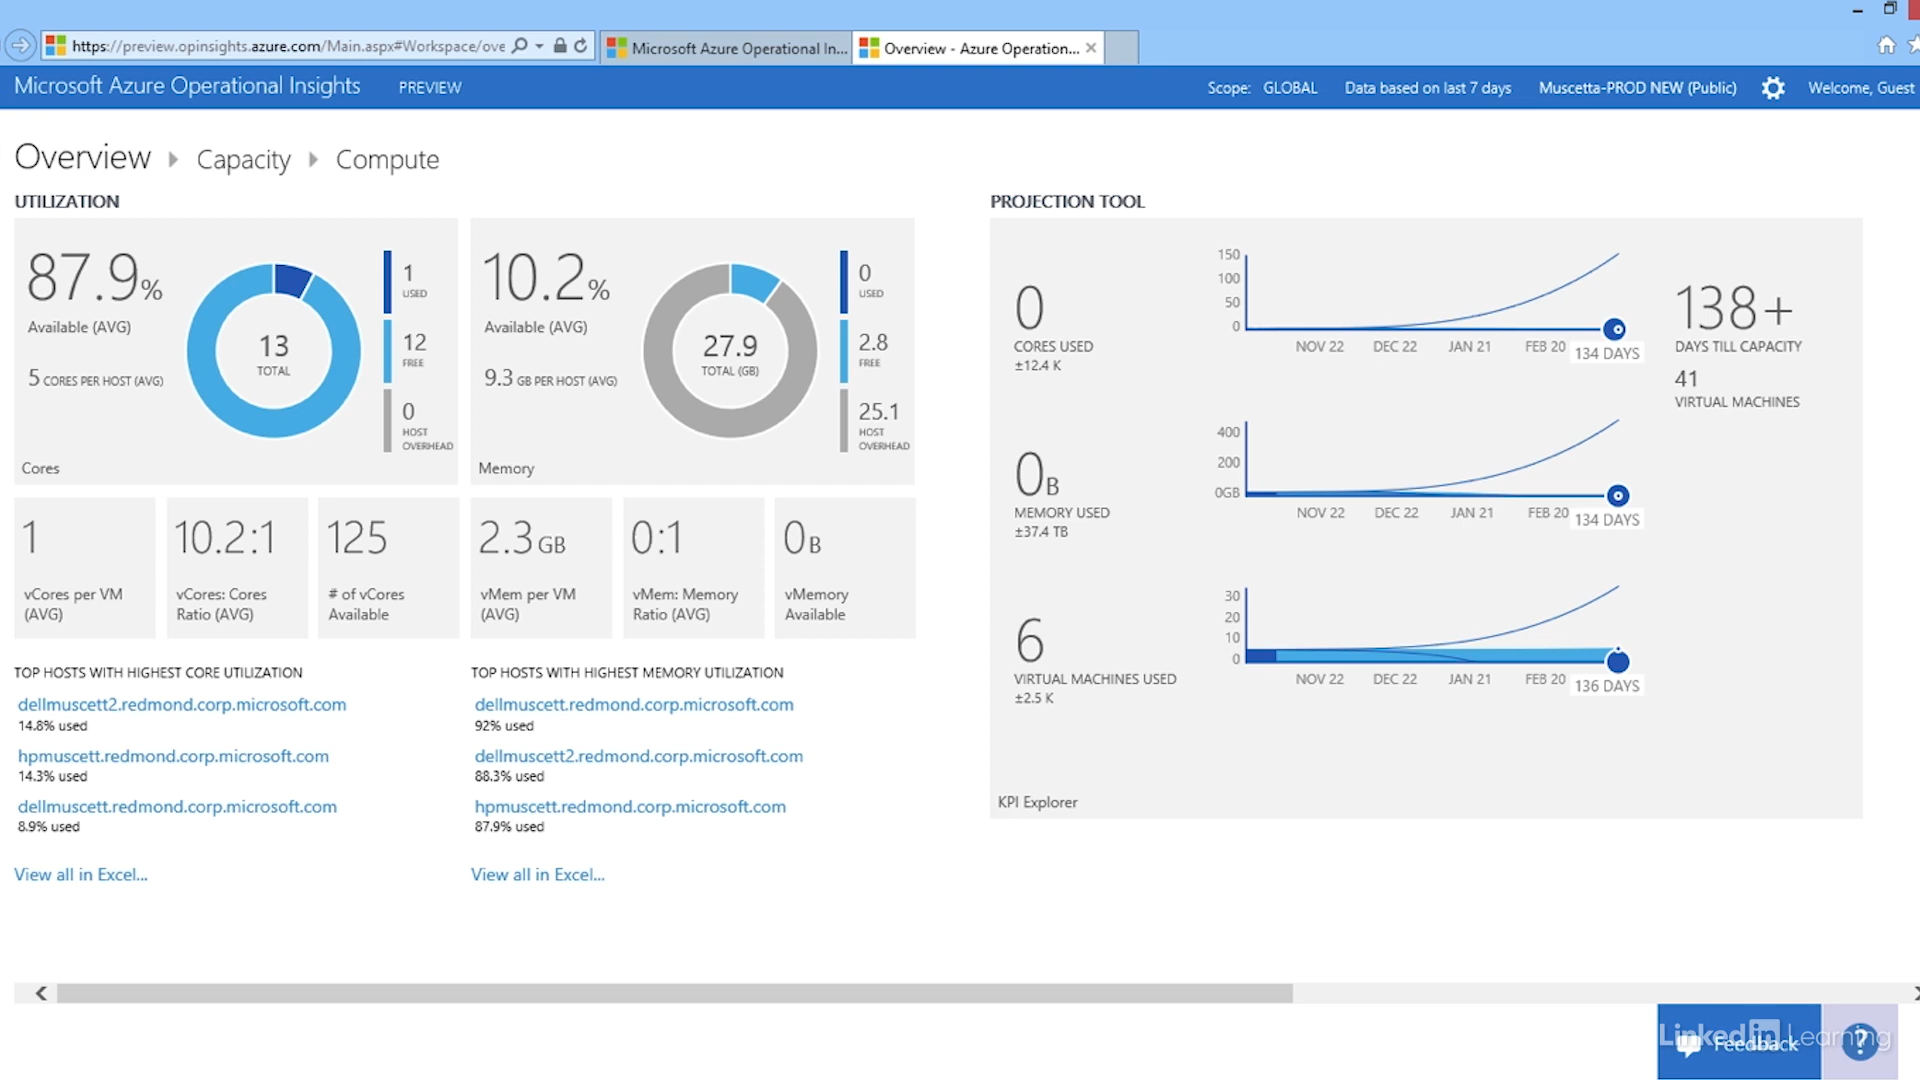 https://preview.opinsights.azure.com/Main.aspx#Workspace/ove
Microsoft Azure Operational In...
Overview - Azure Operation...
Microsoft Azure Operational Insights
PREVIEW
Scope: GLOBAL
Data based on last 7 days
Muscetta-PROD NEW (Public)
Welcome, Guest
Overview
Capacity
Compute
UTILIZATION
87.9%
Available (AVG)
5 CORES PER HOST (AVG)
13
TOTAL
1
USED
12
FREE
0
HOST
OVERHEAD
Cores
10.2%
Available (AVG)
9.3 GB PER HOST (AVG)
27.9
TOTAL (GB)
0
USED
2.8
FREE
25.1
HOST
OVERHEAD
Memory
1
vCores per VM
(AVG)
10.2:1
vCores: Cores
Ratio (AVG)
125
# of vCores
Available
2.3 GB
vMem per VM
(AVG)
0:1
vMem: Memory
Ratio (AVG)
0B
vMemory
Available
TOP HOSTS WITH HIGHEST CORE UTILIZATION
dellmuscett2.redmond.corp.microsoft.com
14.8% used
hpmuscett.redmond.corp.microsoft.com
14.3% used
dellmuscett.redmond.corp.microsoft.com
8.9% used
View all in Excel...
TOP HOSTS WITH HIGHEST MEMORY UTILIZATION
dellmuscett.redmond.corp.microsoft.com
92% used
dellmuscett2.redmond.corp.microsoft.com
88.3% used
hpmuscett.redmond.corp.microsoft.com
87.9% used
View all in Excel...
PROJECTION TOOL
0
CORES USED
±12.4 K
150
100
50
0
NOV 22 DEC 22 JAN 21 FEB 20
134 DAYS
138+
DAYS TILL CAPACITY
41
VIRTUAL MACHINES
0B
MEMORY USED
±37.4 TB
400
200
0GB
NOV 22 DEC 22 JAN 21 FEB 20
134 DAYS
6
VIRTUAL MACHINES USED
±2.5 K
30
20
10
0
NOV 22 DEC 22 JAN 21 FEB 20
136 DAYS
KPI Explorer
Feedback
?
Linked in Learning